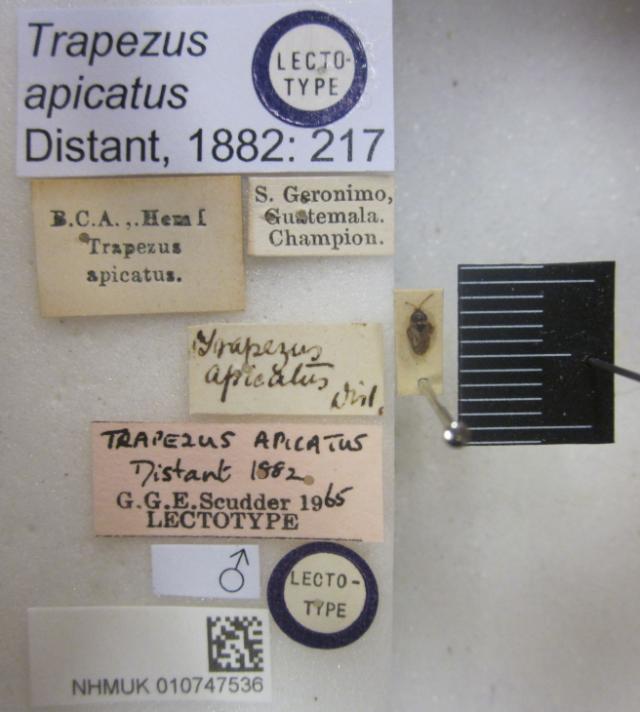 Trapezus
apicatus
Distant, 1882: 217
LECTO-
TYPE
B.C.A., Hem I
Trapezus
apicatus.
S. Geronimo,
Guatemala.
Champion.
Trapezus
apicatus
Dist.
TRAPEZUS APICATUS
Distant 1882
G.G.E.Scudder 1965
LECTOTYPE
♂
LECTO-
TYPE
NHMUK 010747536